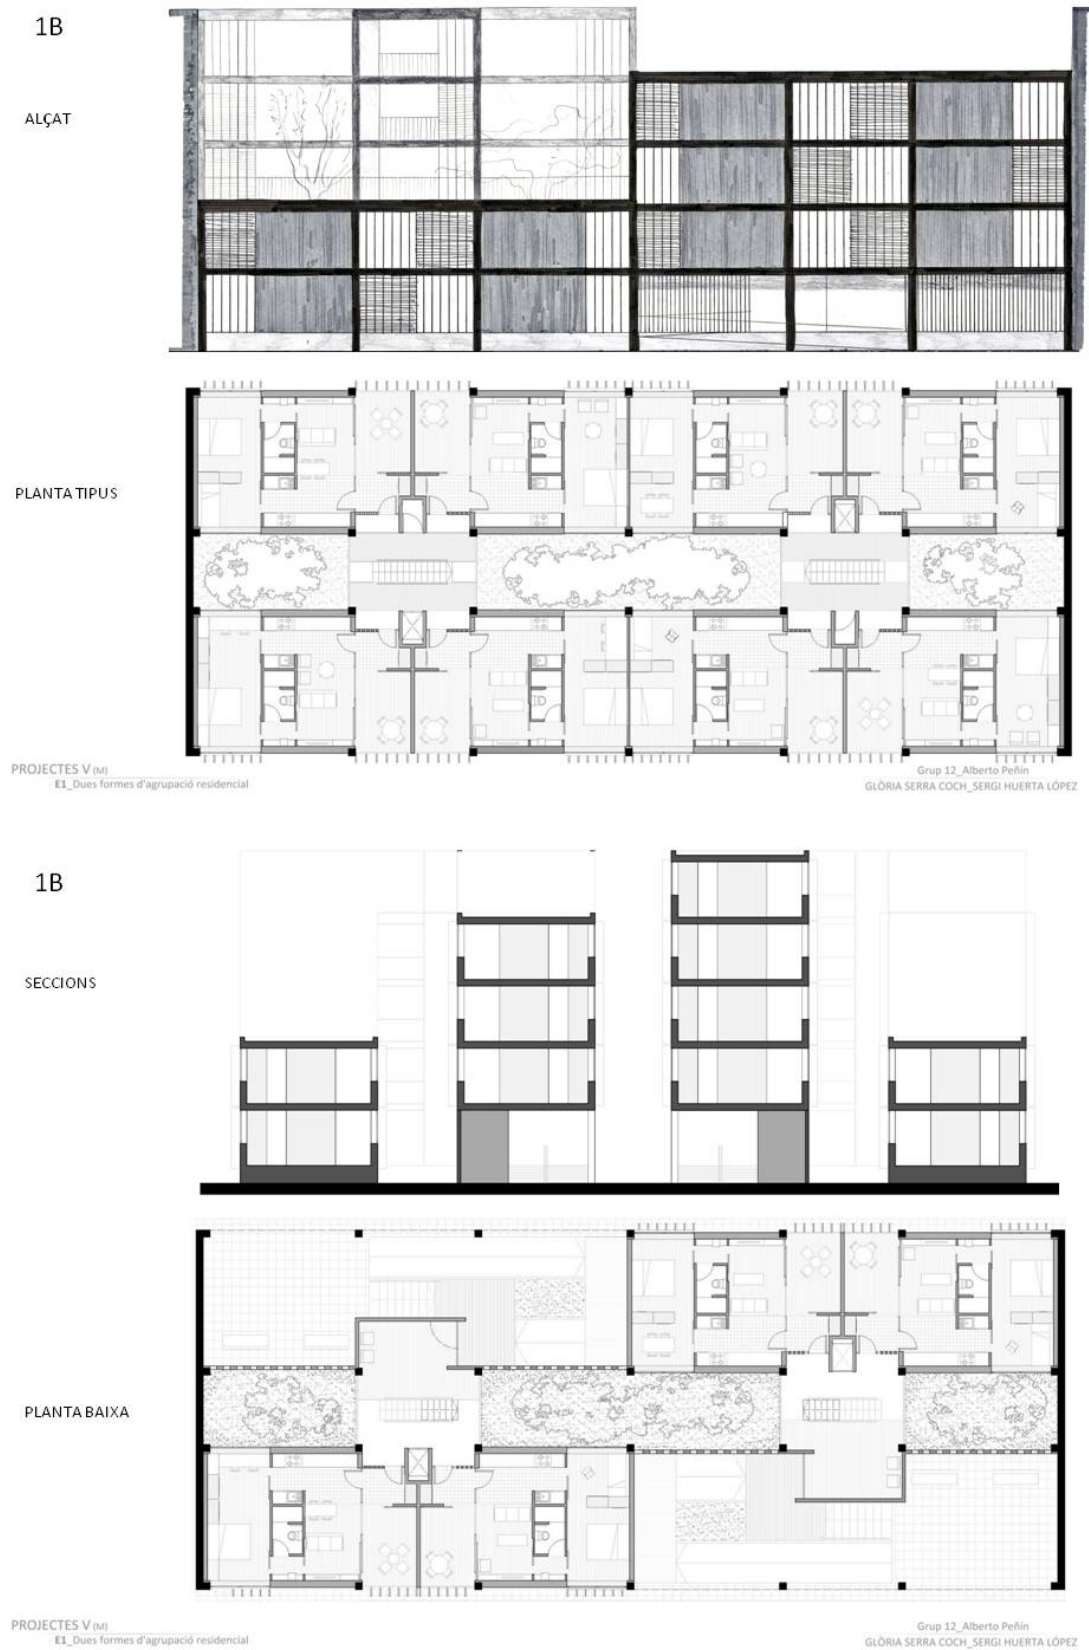 1B
ALÇAT
PLANTA TIPUS
PROJECTES V (M)
E1_Dues formes d'agrupació residencial
Grup 12_Alberto Peñín
GLÒRIA SERRA COCH_SERGI HUERTA LÓPEZ
1B
SECCIONS
PLANTA BAIXA
PROJECTES V (M)
E1_Dues formes d'agrupació residencial
Grup 12_Alberto Peñín
GLÒRIA SERRA COCH_SERGI HUERTA LÓPEZ